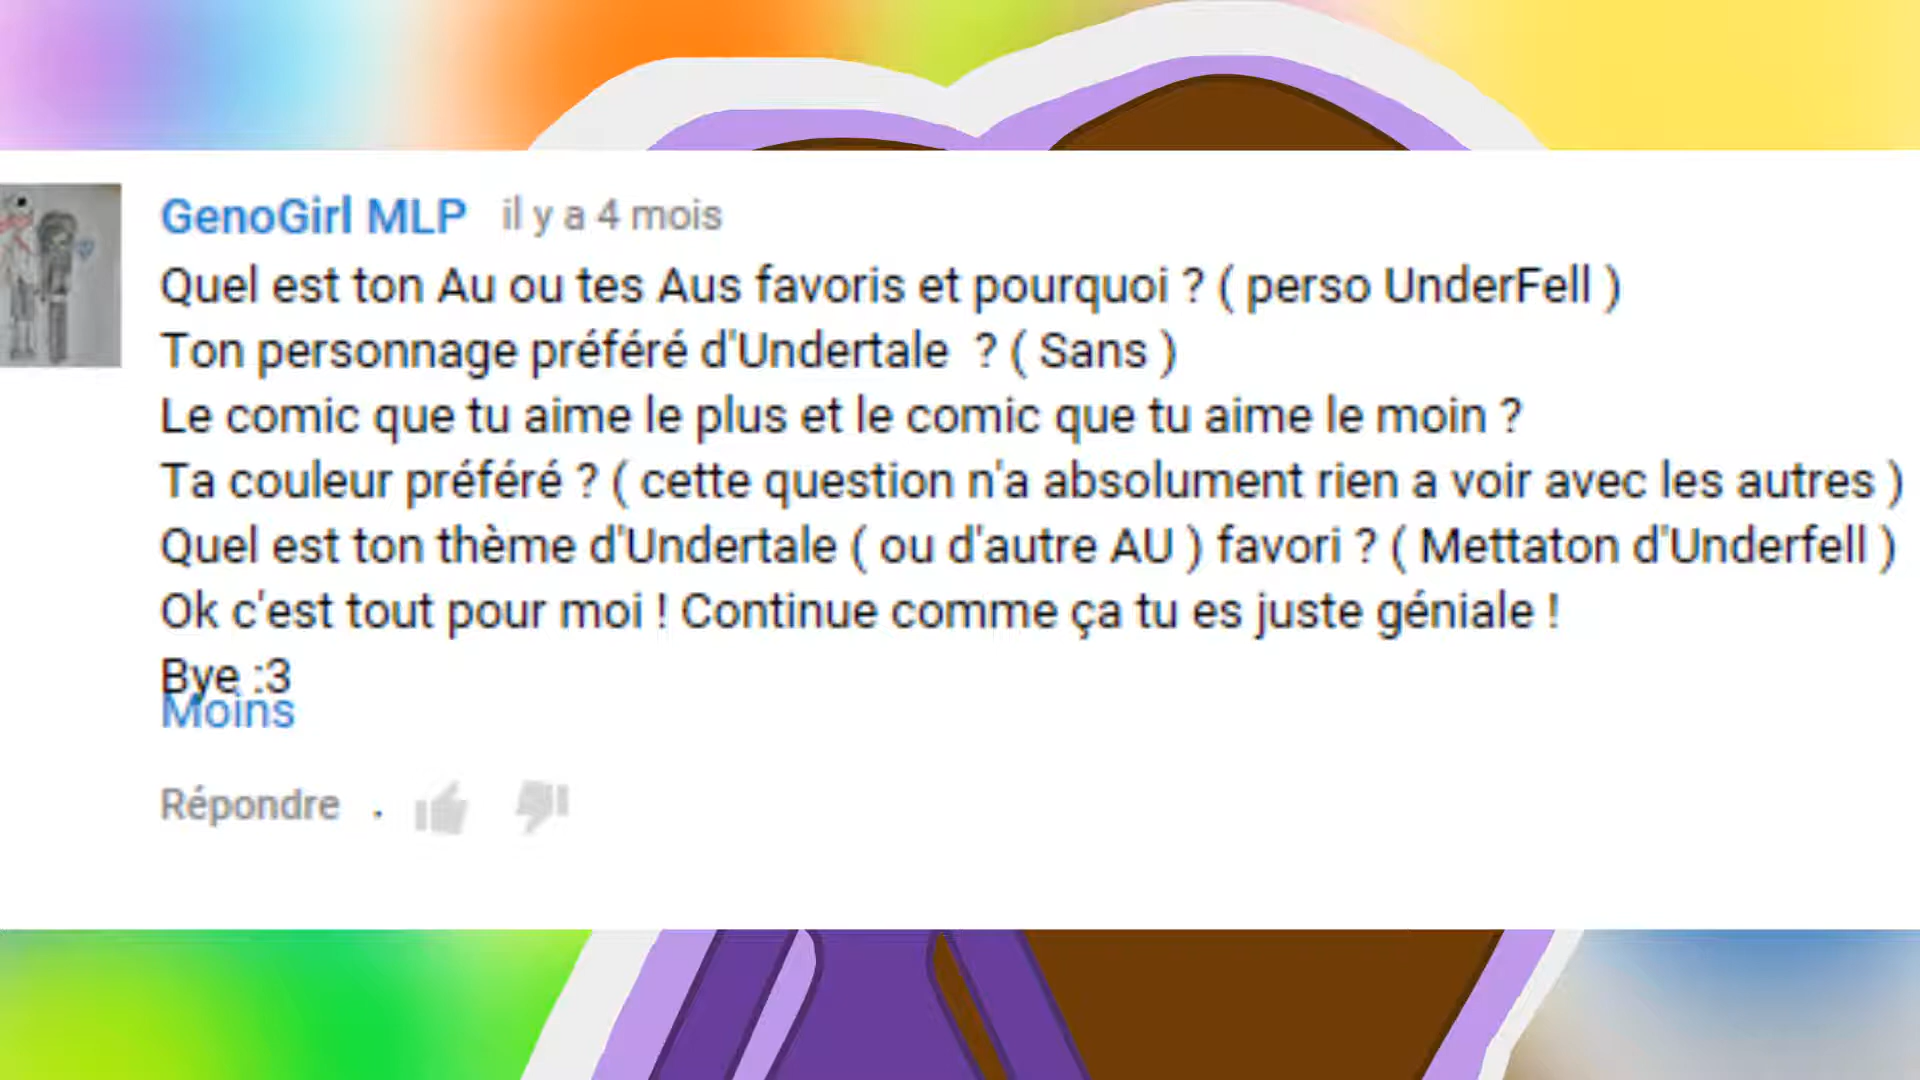 GenoGirl MLP il y a 4 mois
Quel est ton Au ou tes Aus favoris et pourquoi ? ( perso UnderFell )
Ton personnage préféré d'Undertale ? ( Sans )
Le comic que tu aime le plus et le comic que tu aime le moin ?
Ta couleur préféré ? ( cette question n'a absolument rien a voir avec les autres )
Quel est ton thème d'Undertale ( ou d'autre AU ) favori ? ( Mettaton d'Underfell )
Ok c'est tout pour moi ! Continue comme ça tu es juste géniale !
Bye :3
Moins
Répondre .